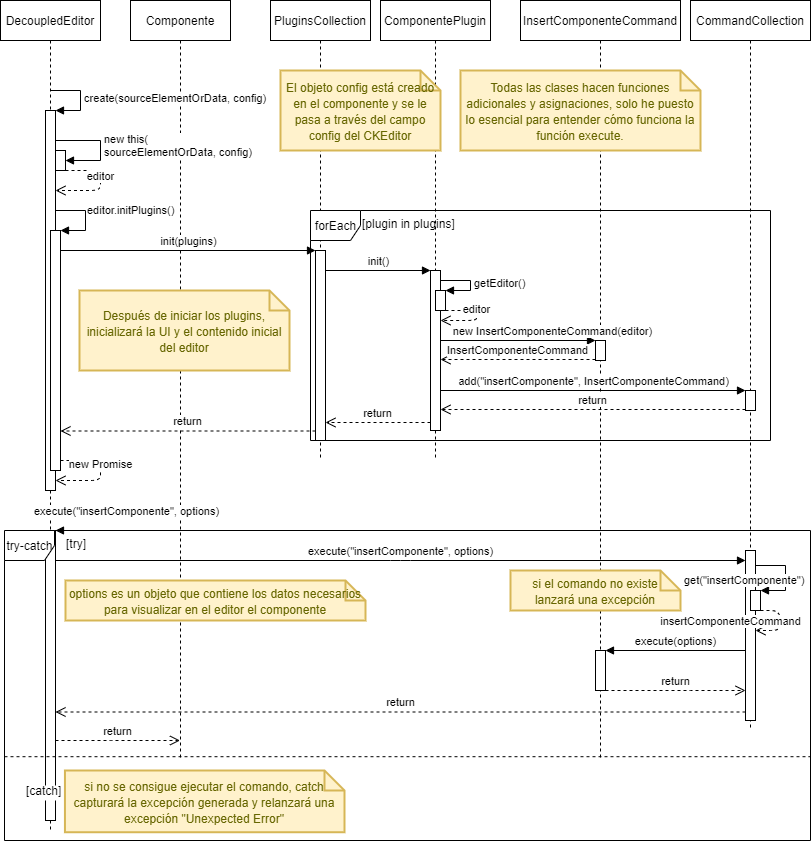 DecoupledEditor
Componente
PluginsCollection
ComponentePlugin
InsertComponenteCommand
CommandCollection
create(sourceElementOrData, config)
El objeto config está creado
en el componente y se le
pasa a través del campo
config del CKEditor
Todas las clases hacen funciones
adicionales y asignaciones, solo he puesto
lo esencial para entender cómo funciona la
función execute.
new this(
sourceElementOrData, config)
editor
editor.initPlugins()
forEach
[plugin in plugins]
init(plugins)
init()
getEditor()
editor
Después de iniciar los plugins,
inicializará la UI y el contenido inicial
del editor
new InsertComponenteCommand(editor)
InsertComponenteCommand
add("insertComponente", InsertComponenteCommand)
return
return
return
new Promise
execute("insertComponente", options)
try-catch
[try]
execute("insertComponente", options)
si el comando no existe
lanzará una excepción
get("insertComponente")
options es un objeto que contiene los datos necesarios
para visualizar en el editor el componente
insertComponenteCommand
execute(options)
return
return
return
[catch]
si no se consigue ejecutar el comando, catch
capturará la excepción generada y relanzará una
excepción "Unexpected Error"